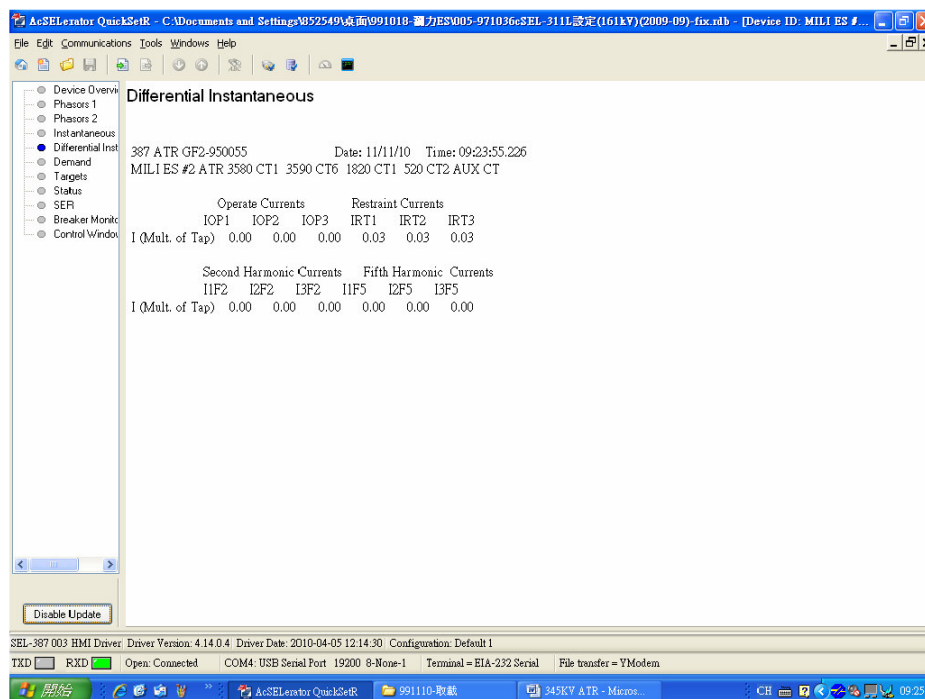 AcSELerator QuickSetR - C:\Documents and Settings\852549\桌面\991018-彌力ES\005-971036cSEL-311L設定(161kV)(2009-09)-fix.rdb - [Device ID: MILI ES #...
File Edit Communications Tools Windows Help
Device Overvi
Phasors 1
Phasors 2
Instantaneous
Differential Inst
Demand
Targets
Status
SER
Breaker Monito
Control Window
Differential Instantaneous
387 ATR GF2-950055 Date: 11/11/10 Time: 09:23:55.226
MILI ES #2 ATR 3580 CT1 3590 CT6 1820 CT1 520 CT2 AUX CT
Operate Currents Restraint Currents
IOP1 IOP2 IOP3 IRT1 IRT2 IRT3
I (Mult. of Tap) 0.00 0.00 0.00 0.03 0.03 0.03
Second Harmonic Currents Fifth Harmonic Currents
I1F2 I2F2 I3F2 I1F5 I2F5 I3F5
I (Mult. of Tap) 0.00 0.00 0.00 0.00 0.00 0.00
Disable Update
SEL-387 003 HMI Driver Driver Version: 4.14.0.4 Driver Date: 2010-04-05 12:14:30 Configuration: Default 1
TXD RXD Open: Connected COM4: USB Serial Port 19200 8-None-1 Terminal = EIA-232 Serial File transfer = YModem
開始 AcSELerator QuickSetR 991110-取載 345KV ATR - Micros... CH 09:25